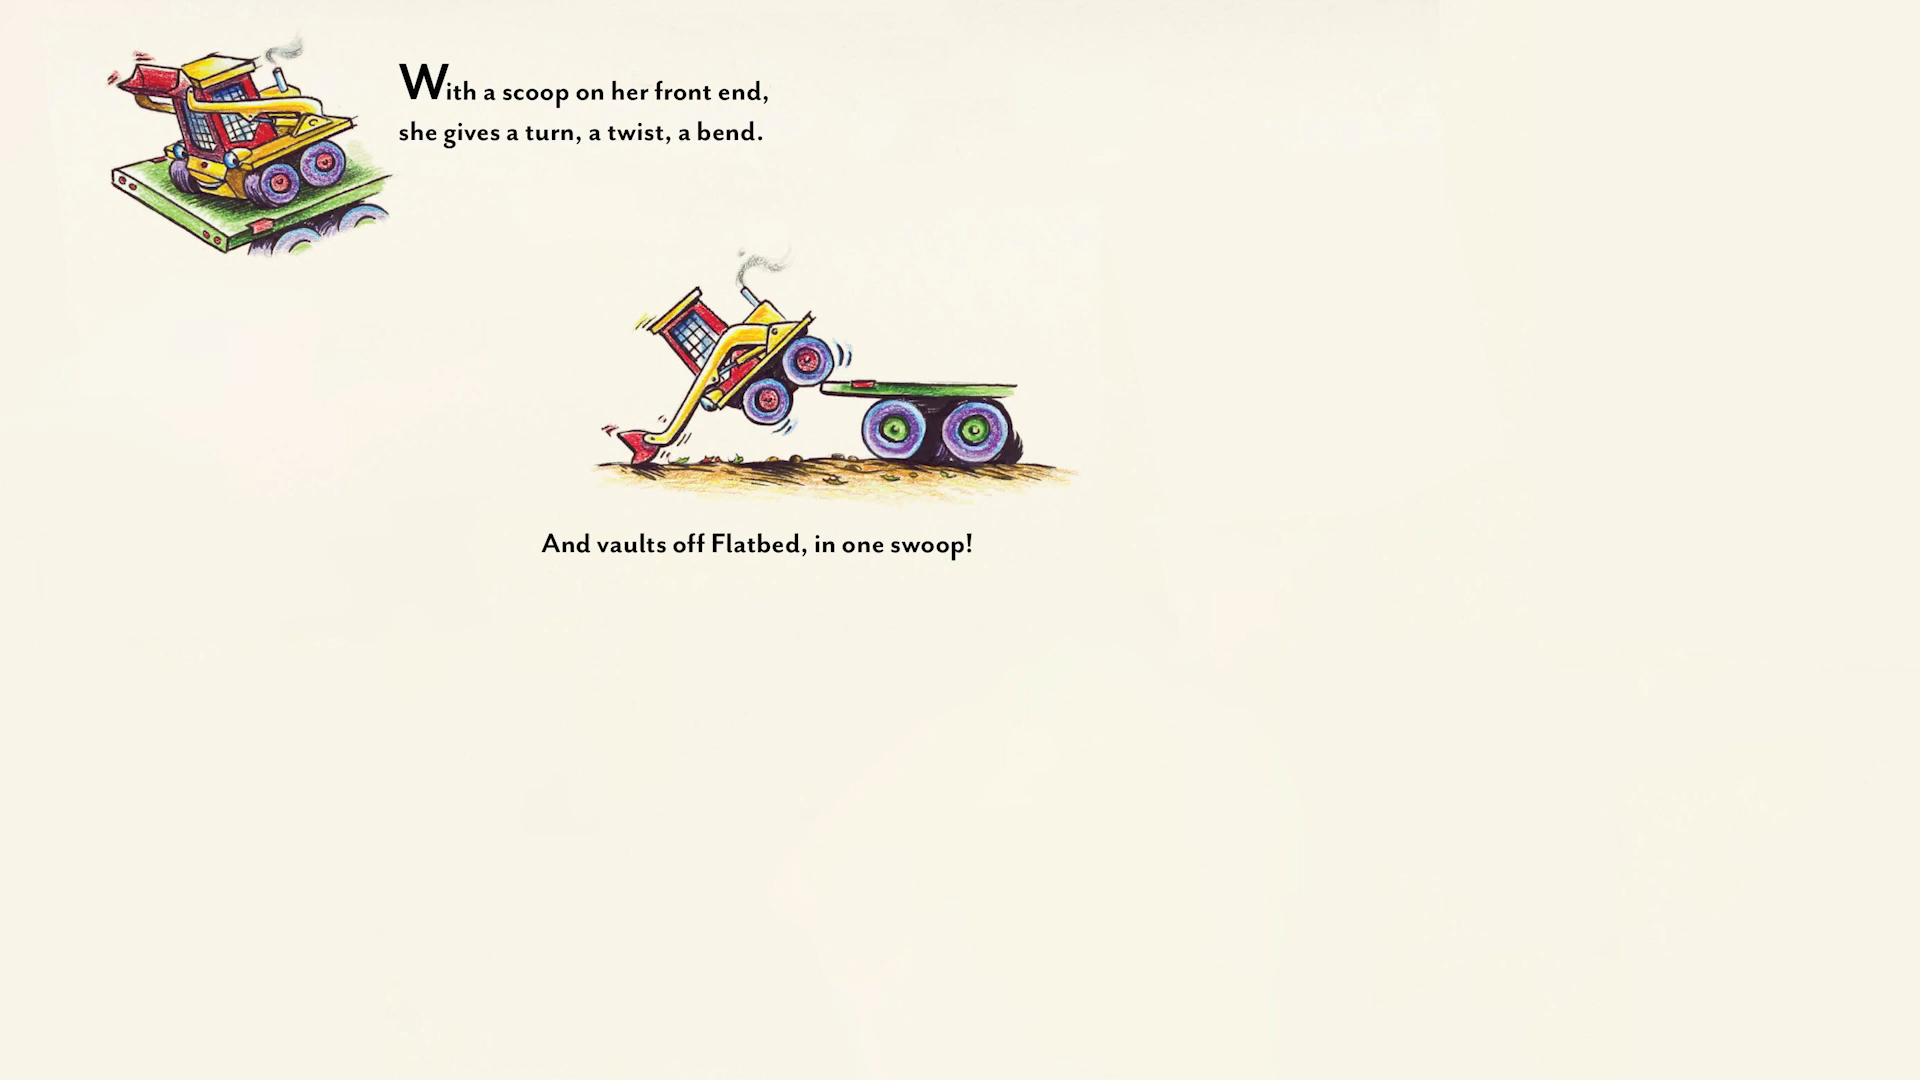 With a scoop on her front end,
she gives a turn, a twist, a bend.
And vaults off Flatbed, in one swoop!